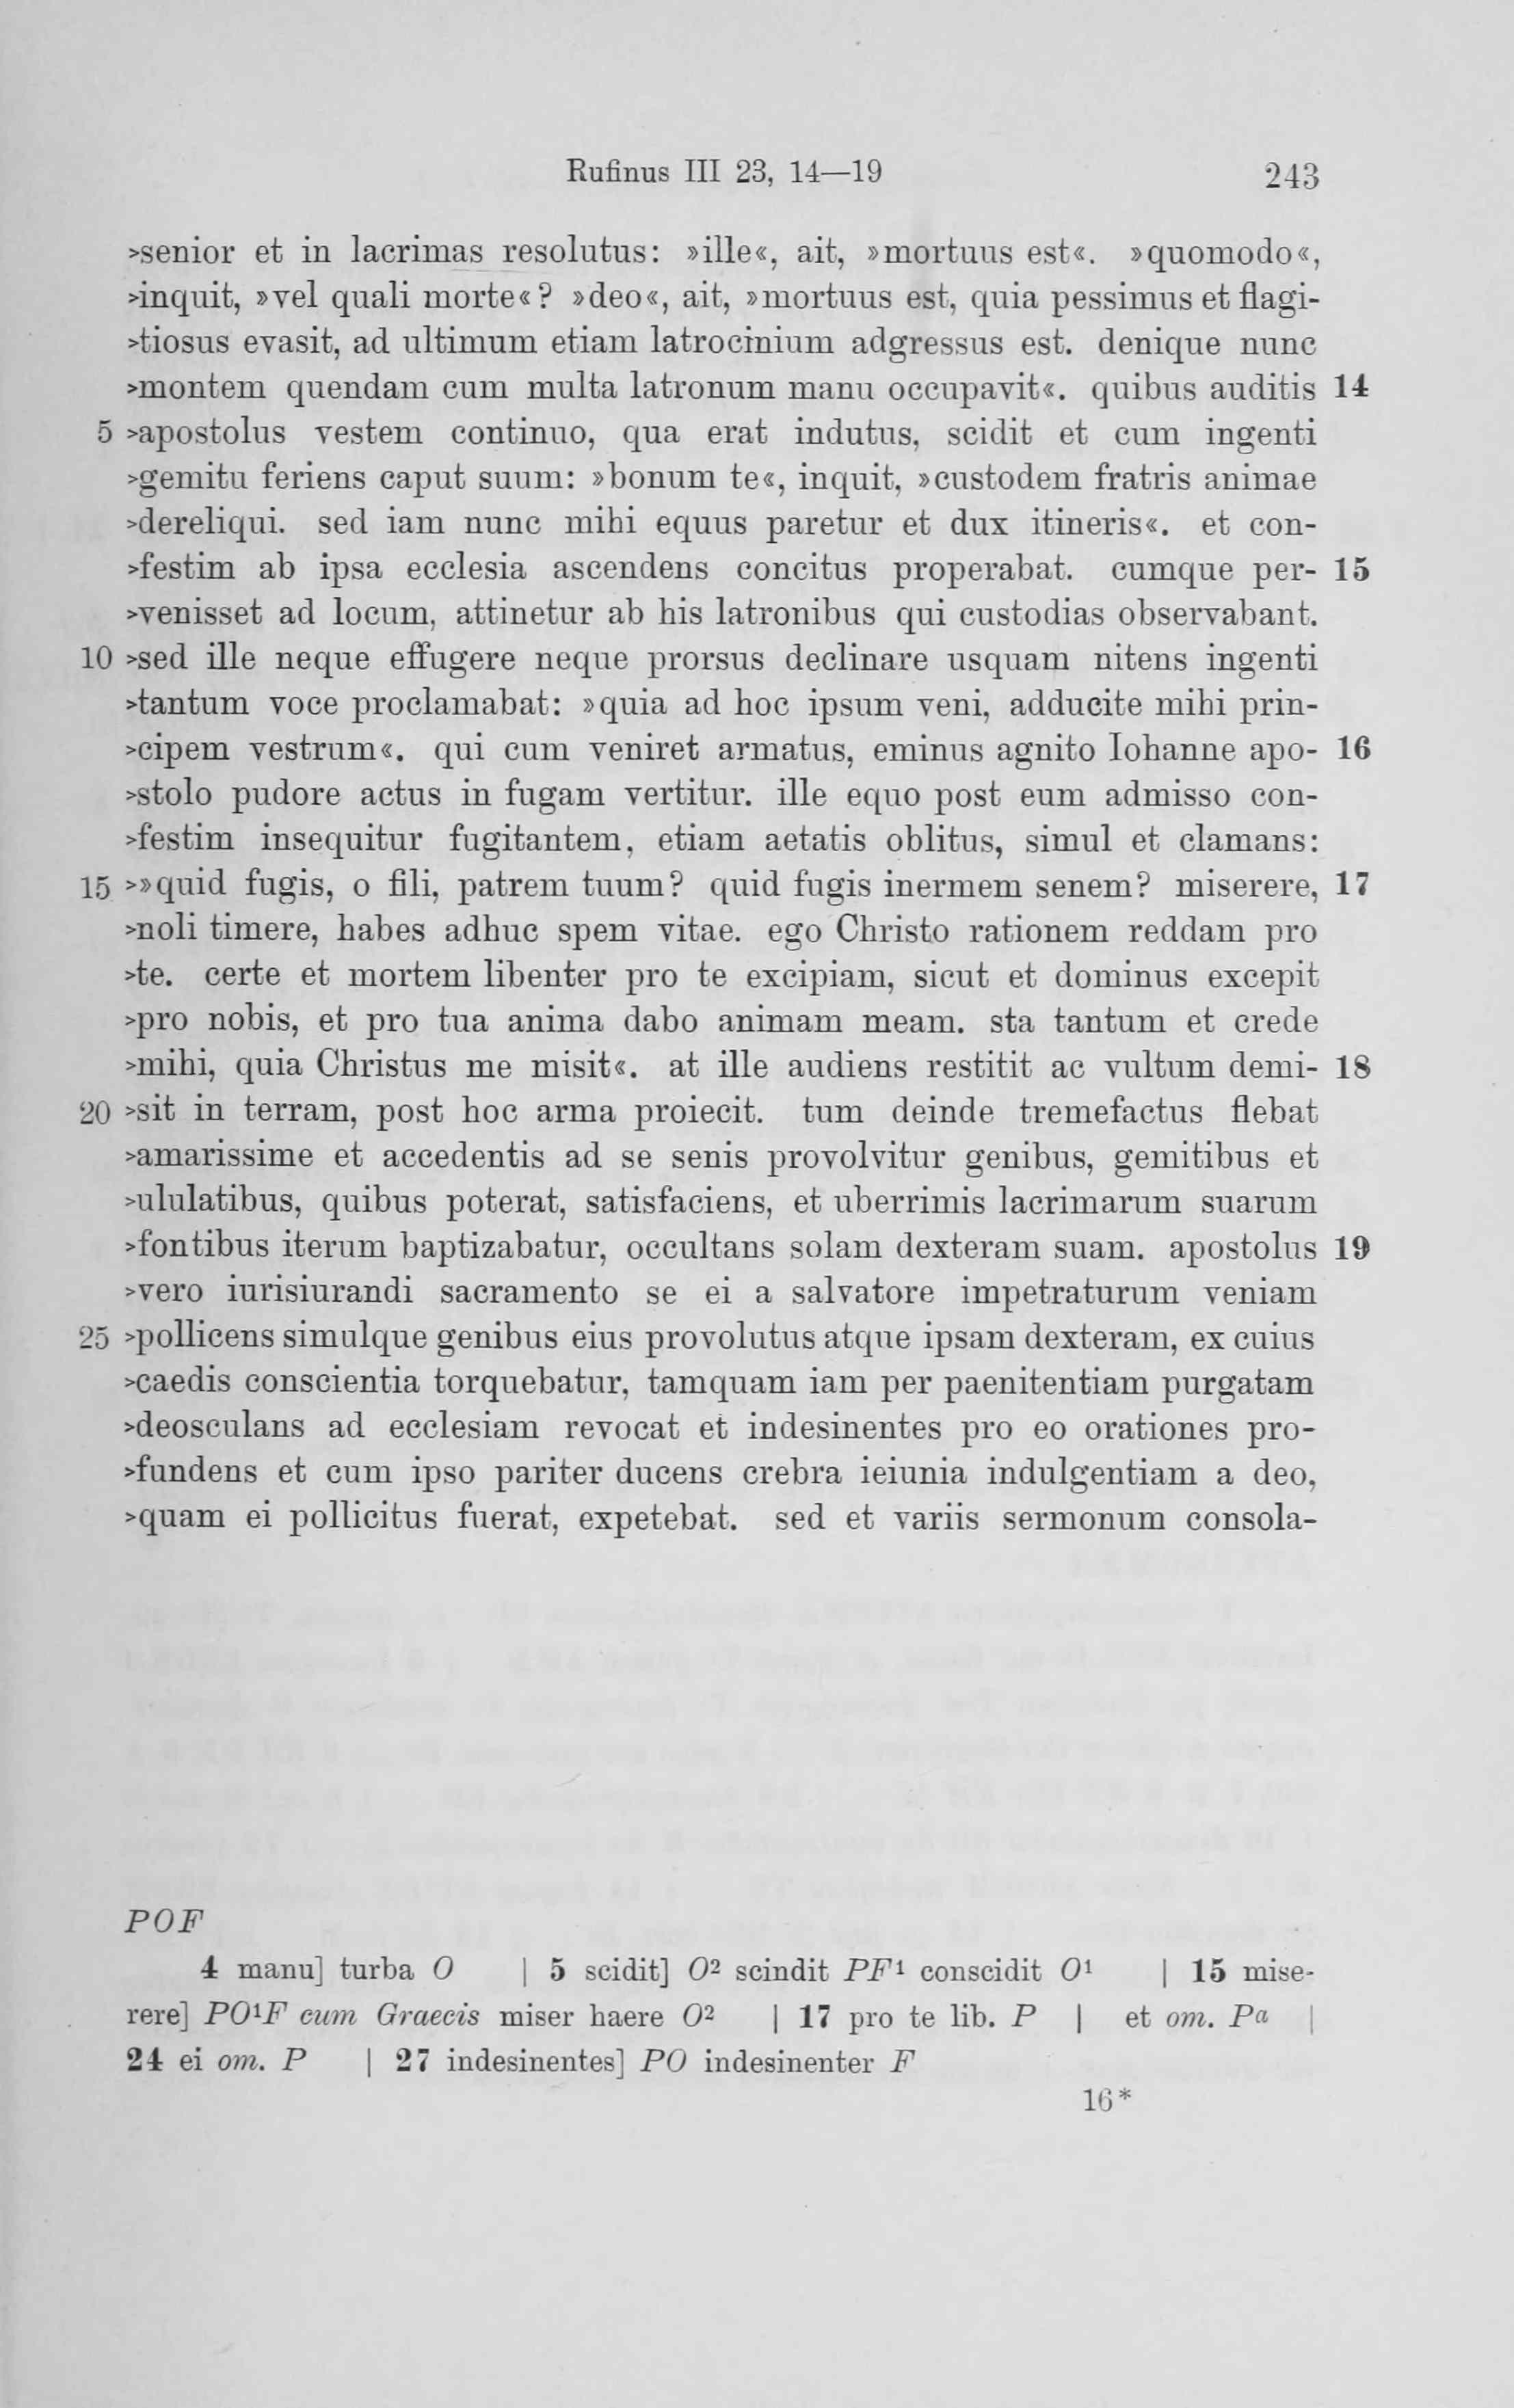 Rufinus III 23, 14—19 243
>senior et in lacrimas resolutus: »ille«, ait, »mortuus est«. »quomodo«,
>inquit, »vel quali morte«? »deo«, ait, »mortuus est, quia pessimus et flagi-
>tiosus evasit, ad ultimum etiam latrocinium adgressus est. denique nunc
>montem quendam cum multa latronum manu occupavit«. quibus auditis 14
5 >apostolus vestem continuo, qua erat indutus, scidit et cum ingenti
>gemitu feriens caput suum: »bonum te«, inquit, »custodem fratris animae
>dereliqui. sed iam nunc mihi equus paretur et dux itineris«. et con-
>festim ab ipsa ecclesia ascendens concitus properabat. cumque per- 15
>venisset ad locum, attinetur ab his latronibus qui custodias observabant.
10 >sed ille neque effugere neque prorsus declinare usquam nitens ingenti
>tantum voce proclamabat: »quia ad hoc ipsum veni, adducite mihi prin-
>cipem vestrum«. qui cum veniret armatus, eminus agnito Iohanne apo- 16
>stolo pudore actus in fugam vertitur. ille equo post eum admisso con-
>festim insequitur fugitantem, etiam aetatis oblitus, simul et clamans:
15 >»quid fugis, o fili, patrem tuum? quid fugis inermem senem? miserere, 17
>noli timere, habes adhuc spem vitae. ego Christo rationem reddam pro
>te. certe et mortem libenter pro te excipiam, sicut et dominus excepit
>pro nobis, et pro tua anima dabo animam meam. sta tantum et crede
>mihi, quia Christus me misit«. at ille audiens restitit ac vultum demi- 18
20 >sit in terram, post hoc arma proiecit. tum deinde tremefactus flebat
>amarissime et accedentis ad se senis provolvitur genibus, gemitibus et
>ululatibus, quibus poterat, satisfaciens, et uberrimis lacrimarum suarum
>fontibus iterum baptizabatur, occultans solam dexteram suam. apostolus 19
>vero iurisiurandi sacramento se ei a salvatore impetraturum veniam
25 >pollicens simulque genibus eius provolutus atque ipsam dexteram, ex cuius
>caedis conscientia torquebatur, tamquam iam per paenitentiam purgatam
>deosculans ad ecclesiam revocat et indesinentes pro eo orationes pro-
>fundens et cum ipso pariter ducens crebra ieiunia indulgentiam a deo,
>quam ei pollicitus fuerat, expetebat. sed et variis sermonum consola-
POF
4 manu] turba O | 5 scidit] O² scindit PF¹ conscidit O¹ | 15 mise-
rere] PO¹F cum Graecis miser haere O² | 17 pro te lib. P | et om. Pᵃ |
24 ei om. P | 27 indesinentes] PO indesinenter F
16*